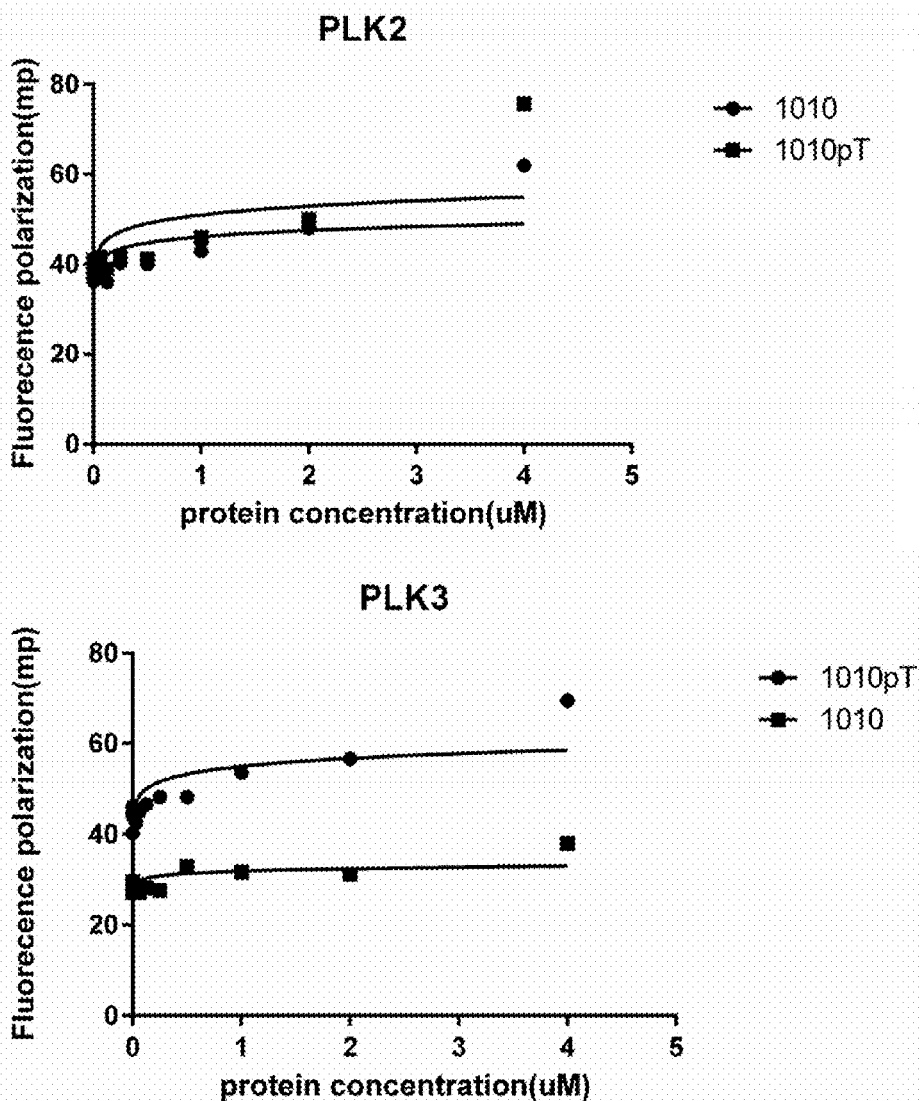 PLK2
Fluorecence polarization(mp)
80
60
40
20
0
0 1 2 3 4 5
protein concentration(uM)
1010
1010pT
PLK3
Fluorecence polarization(mp)
80
60
40
20
0
0 1 2 3 4 5
protein concentration(uM)
1010pT
1010